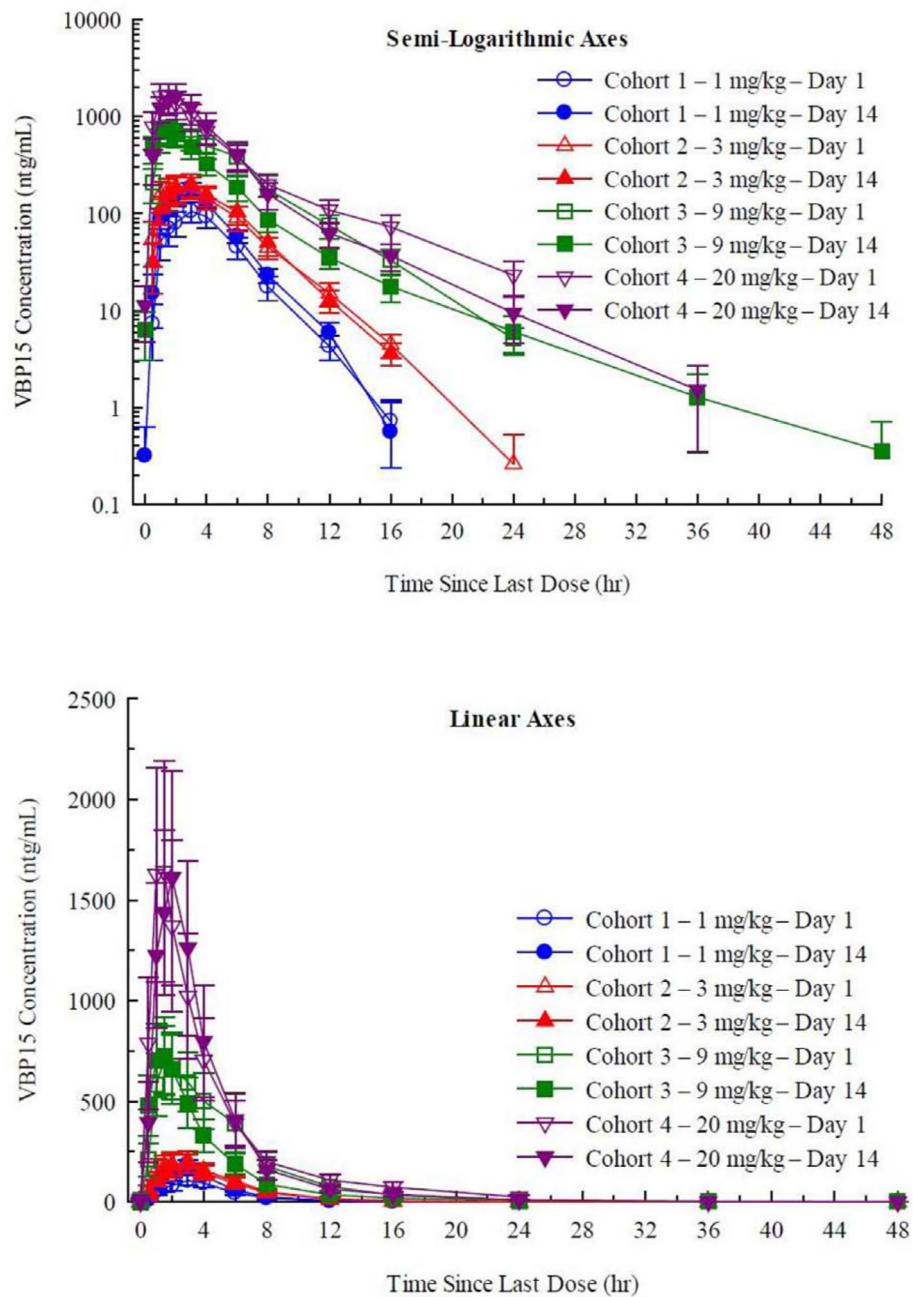 Semi-Logarithmic Axes
10000
1000
100
10
1
0.1
VBP15 Concentration (ntg/mL)
Cohort 1 – 1 mg/kg – Day 1
Cohort 1 – 1 mg/kg – Day 14
Cohort 2 – 3 mg/kg – Day 1
Cohort 2 – 3 mg/kg – Day 14
Cohort 3 – 9 mg/kg – Day 1
Cohort 3 – 9 mg/kg – Day 14
Cohort 4 – 20 mg/kg – Day 1
Cohort 4 – 20 mg/kg – Day 14
0 4 8 12 16 20 24 28 32 36 40 44 48
Time Since Last Dose (hr)
Linear Axes
2500
2000
1500
1000
500
0
VBP15 Concentration (ntg/mL)
Cohort 1 – 1 mg/kg – Day 1
Cohort 1 – 1 mg/kg – Day 14
Cohort 2 – 3 mg/kg – Day 1
Cohort 2 – 3 mg/kg – Day 14
Cohort 3 – 9 mg/kg – Day 1
Cohort 3 – 9 mg/kg – Day 14
Cohort 4 – 20 mg/kg – Day 1
Cohort 4 – 20 mg/kg – Day 14
0 4 8 12 16 20 24 28 32 36 40 44 48
Time Since Last Dose (hr)